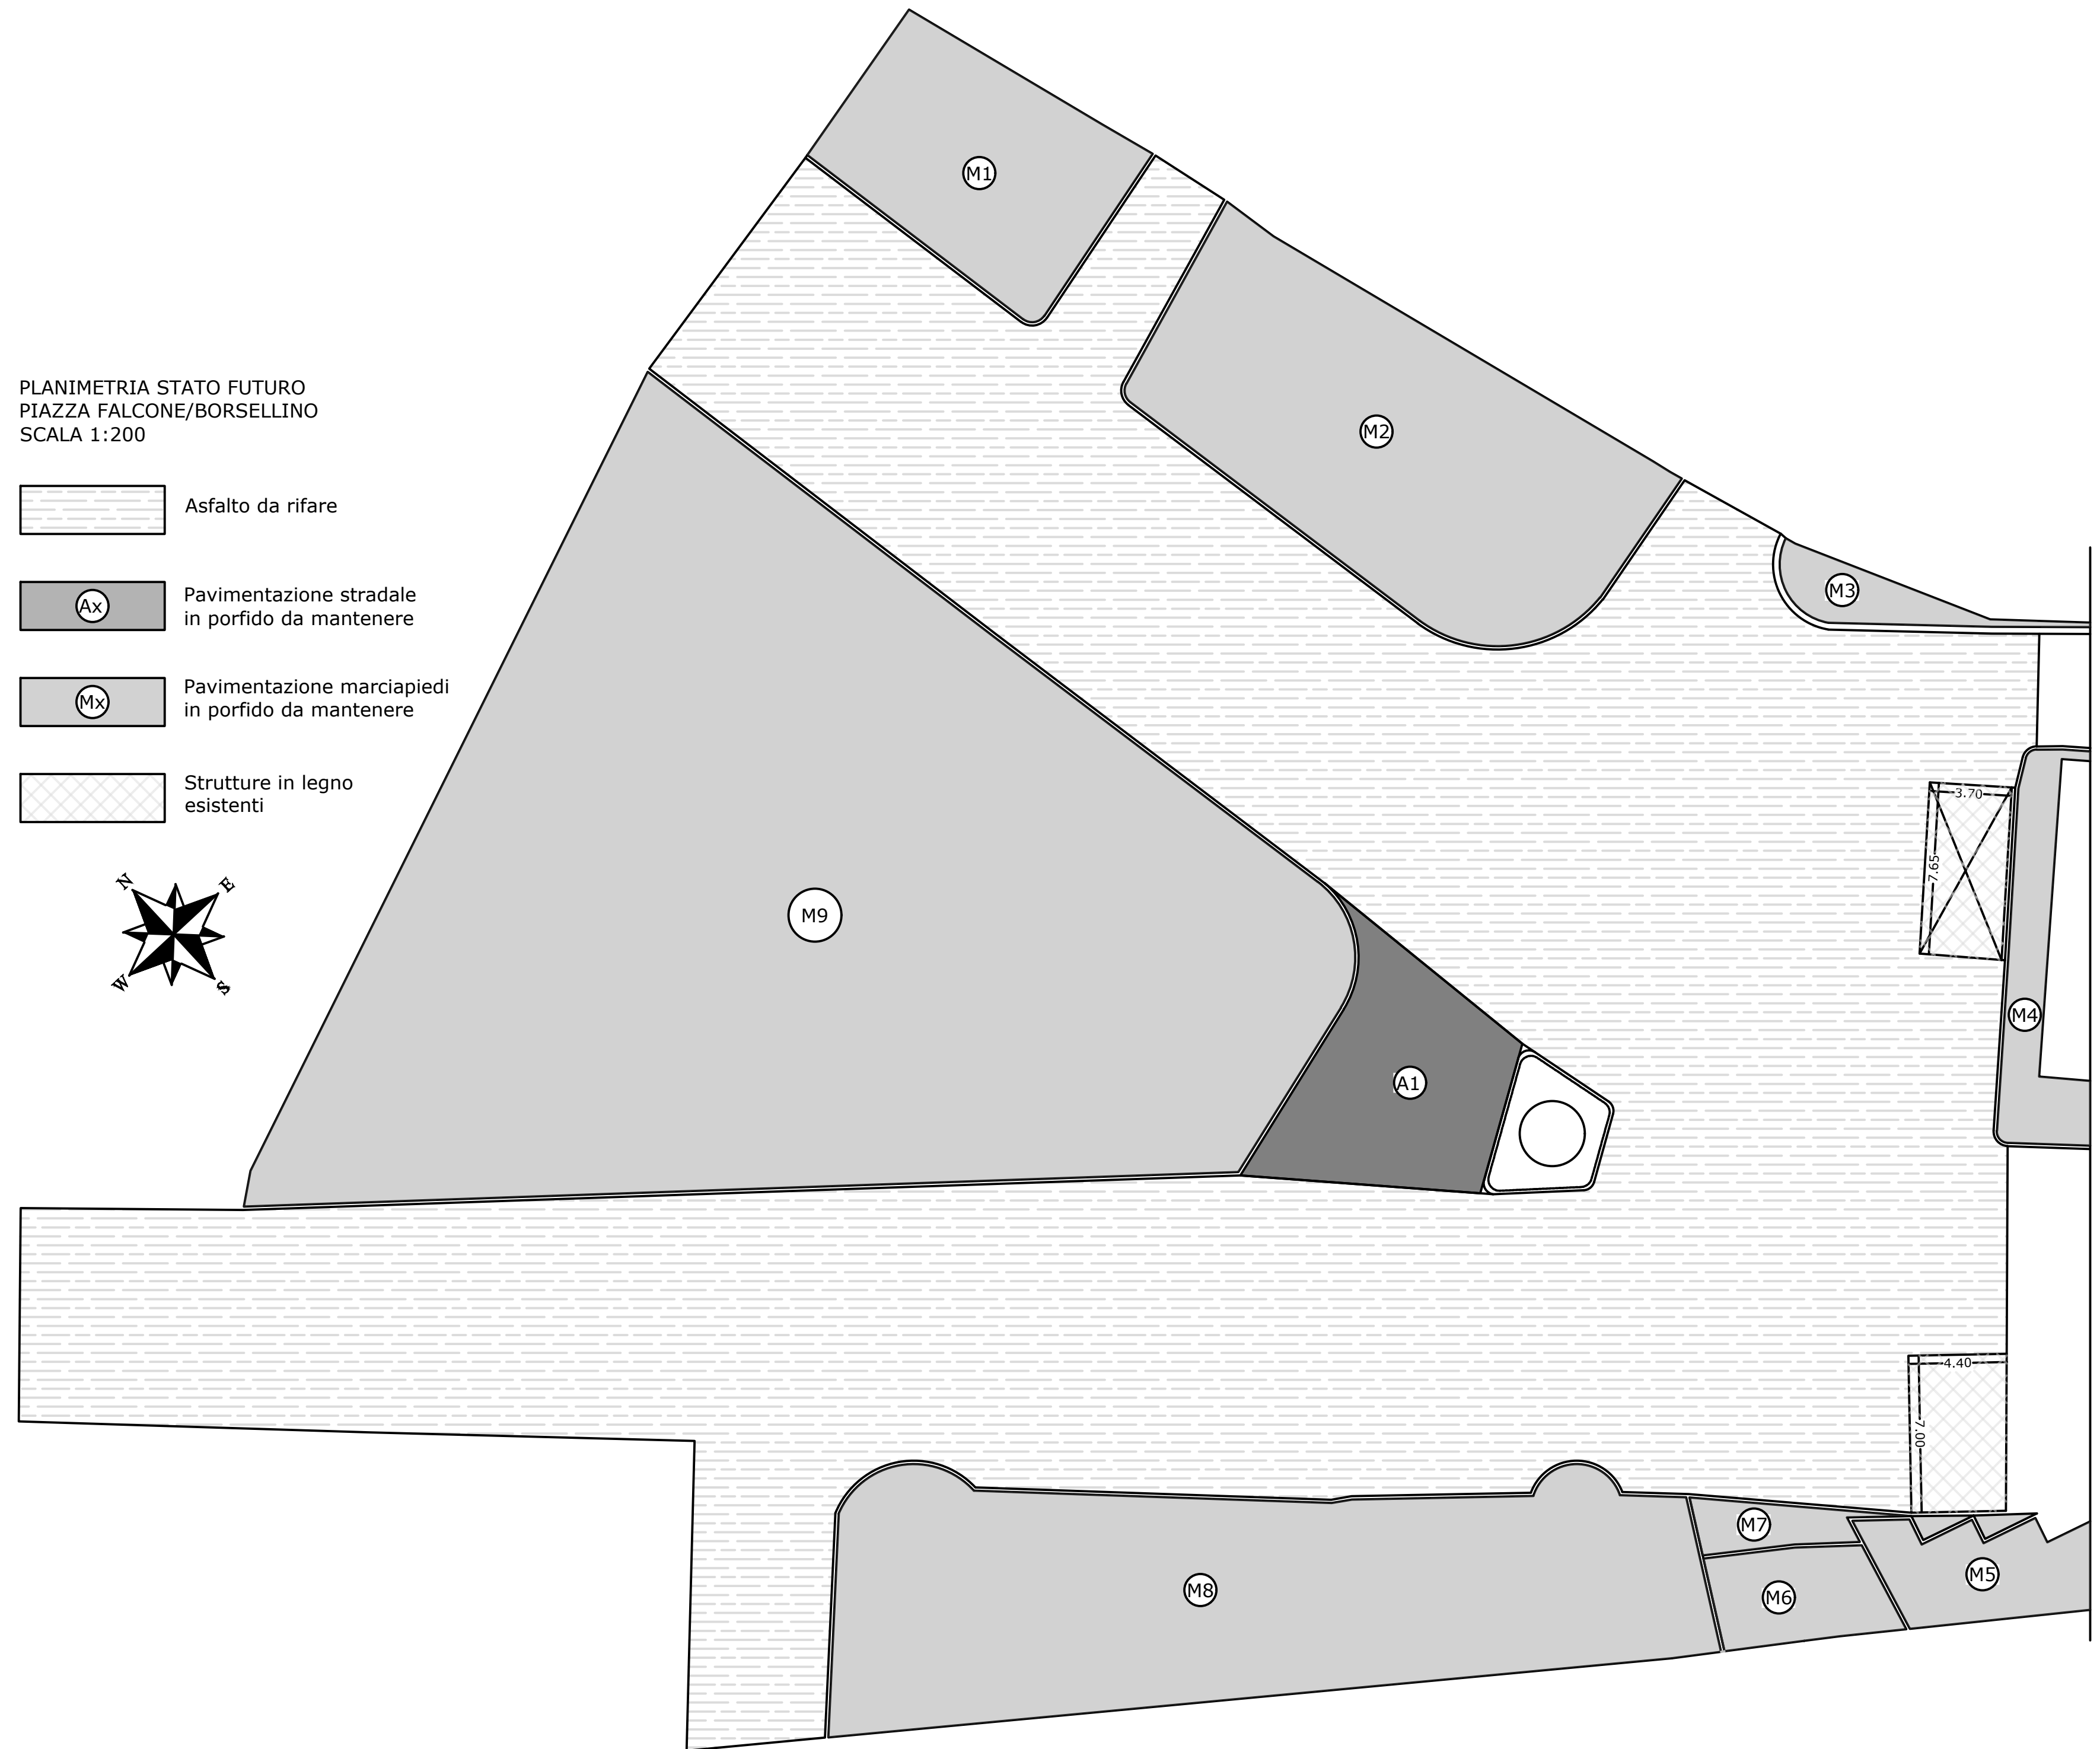 PLANIMETRIA STATO FUTURO
PIAZZA FALCONE/BORSELLINO
SCALA 1:200
Asfalto da rifare
Ax
Pavimentazione stradale
in porfido da mantenere
Mx
Pavimentazione marciapiedi
in porfido da mantenere
Strutture in legno
esistenti
N
E
W
S
M1
M2
M3
3.70
7.65
M9
M4
A1
4.40
7.00
M7
M5
M8
M6